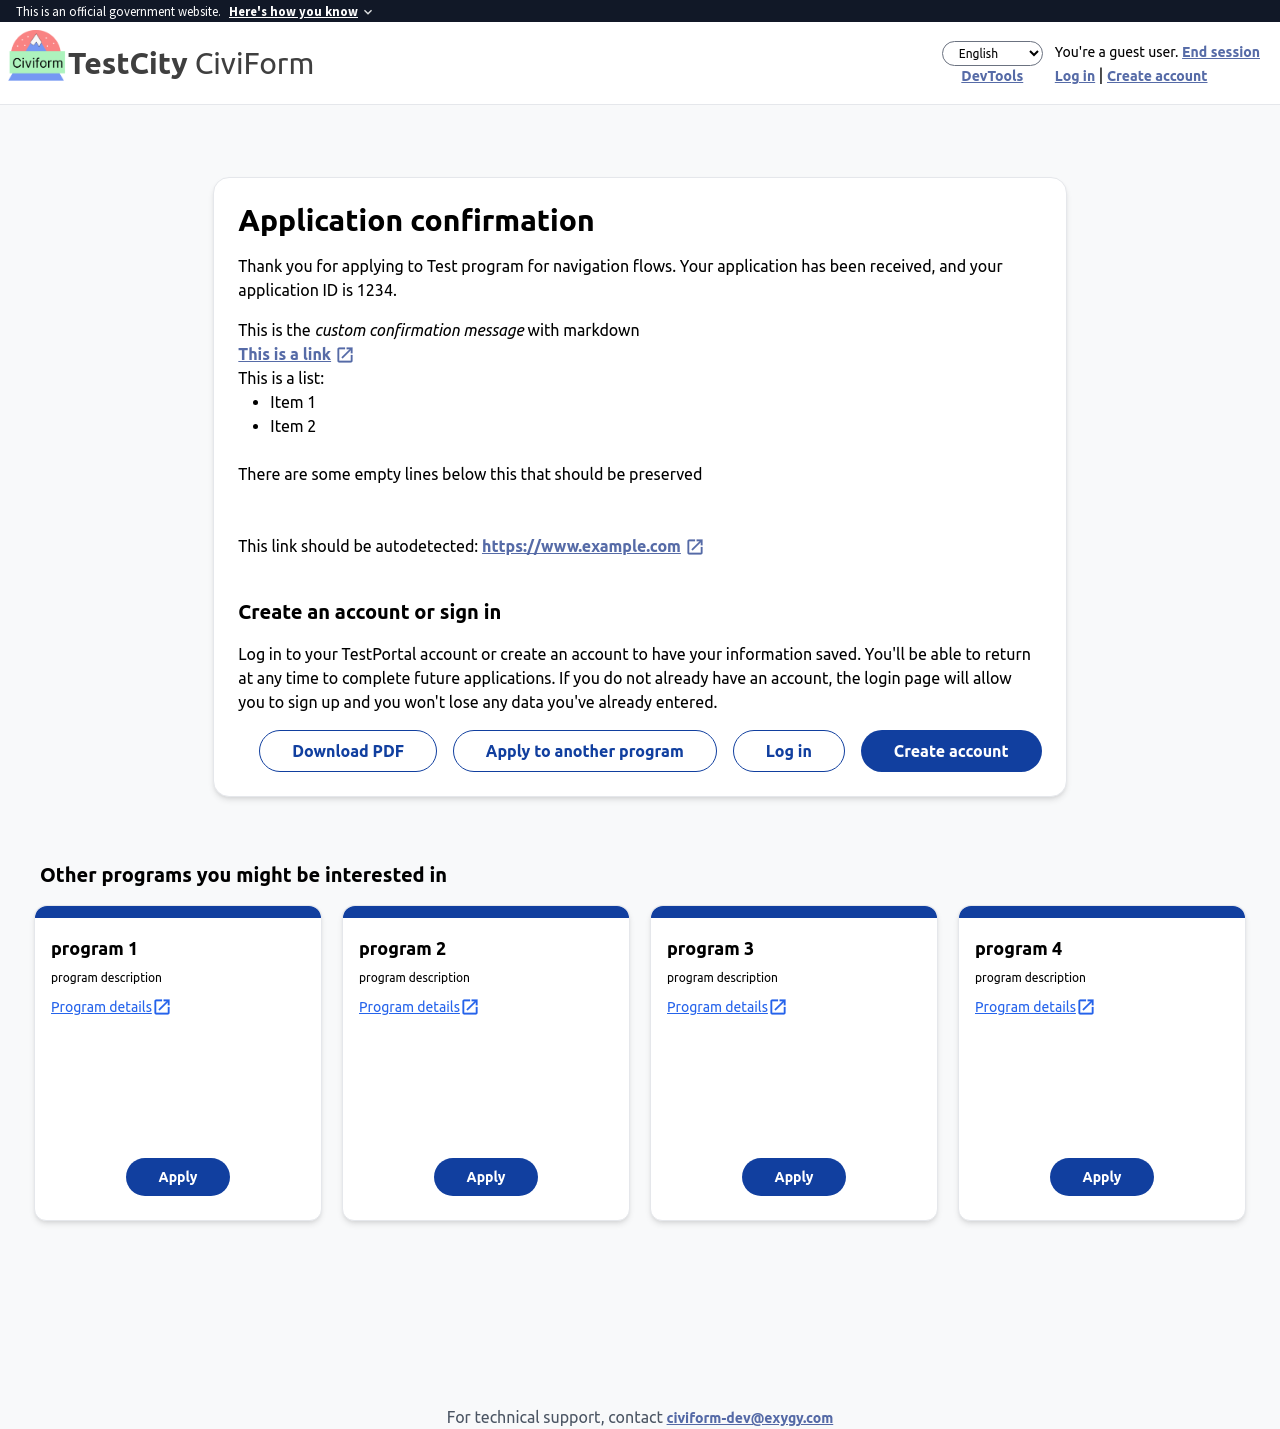 This is an official government website. Here's how you know
Civiform
TestCity CiviForm
English
You're a guest user. End session
DevTools
Log in | Create account
Application confirmation
Thank you for applying to Test program for navigation flows. Your application has been received, and your
application ID is 1234.
This is the custom confirmation message with markdown
This is a link
This is a list:
• Item 1
• Item 2
There are some empty lines below this that should be preserved
This link should be autodetected: https://www.example.com
Create an account or sign in
Log in to your TestPortal account or create an account to have your information saved. You'll be able to return
at any time to complete future applications. If you do not already have an account, the login page will allow
you to sign up and you won't lose any data you've already entered.
Download PDF
Apply to another program
Log in
Create account
Other programs you might be interested in
program 1
program description
Program details
Apply
program 2
program description
Program details
Apply
program 3
program description
Program details
Apply
program 4
program description
Program details
Apply
For technical support, contact civiform-dev@exygy.com